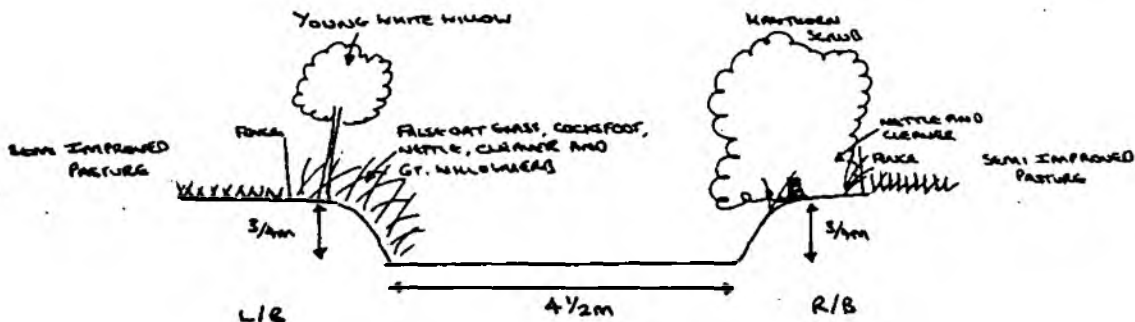 YOUNG WHITE WILLOW
HAWTHORN
SCRUB
FENCE
FALSE OAT GRASS, COCKSFOOT,
NETTLE, CLEAVER AND
GT. WILLOWHERB
NETTLE AND
CLEAVER
FENCE
SEMI IMPROVED
PASTURE
SEMI IMPROVED
PASTURE
3/4m
3/4m
4 1/2m
L/B
R/B